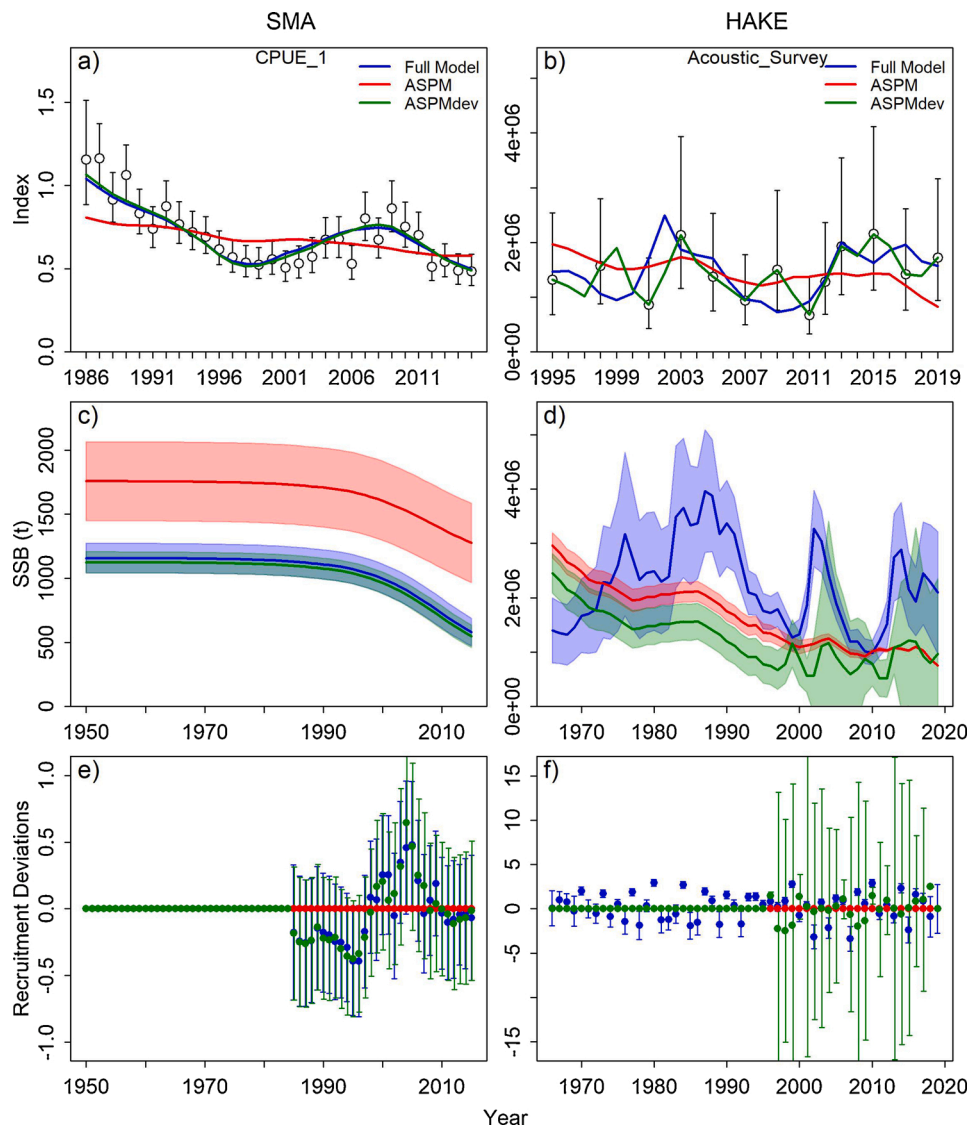 SMA
HAKE
a)
CPUE_1
Full Model
ASPM
ASPMdev
Index
0.0
0.5
1.0
1.5
1986
1991
1996
2001
2006
2011
b)
Acoustic_Survey
Full Model
ASPM
ASPMdev
0e+00
2e+06
4e+06
1995
1999
2003
2007
2011
2015
2019
c)
SSB (t)
0
500
1000
1500
2000
1950
1970
1990
2010
d)
0e+00
2e+06
4e+06
1970
1980
1990
2000
2010
2020
e)
Recruitment Deviations
-1.0
-0.5
0.0
0.5
1.0
1950
1970
1990
2010
f)
-15
-5
0
5
10
15
1970
1980
1990
2000
2010
2020
Year